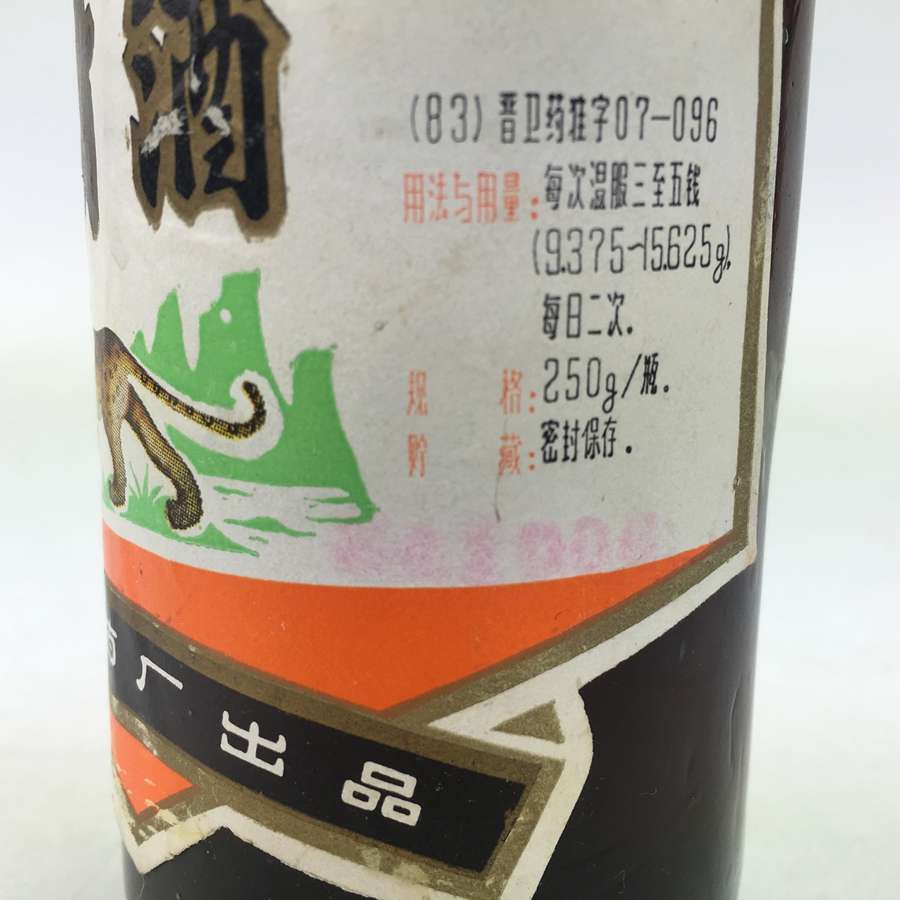 酒
(83)晋卫药准字07-096
用法与用量:每次温服三至五钱
(9.375~15.625g),
每日二次.
规格:250g/瓶.
贮藏:密封保存.
厂出品